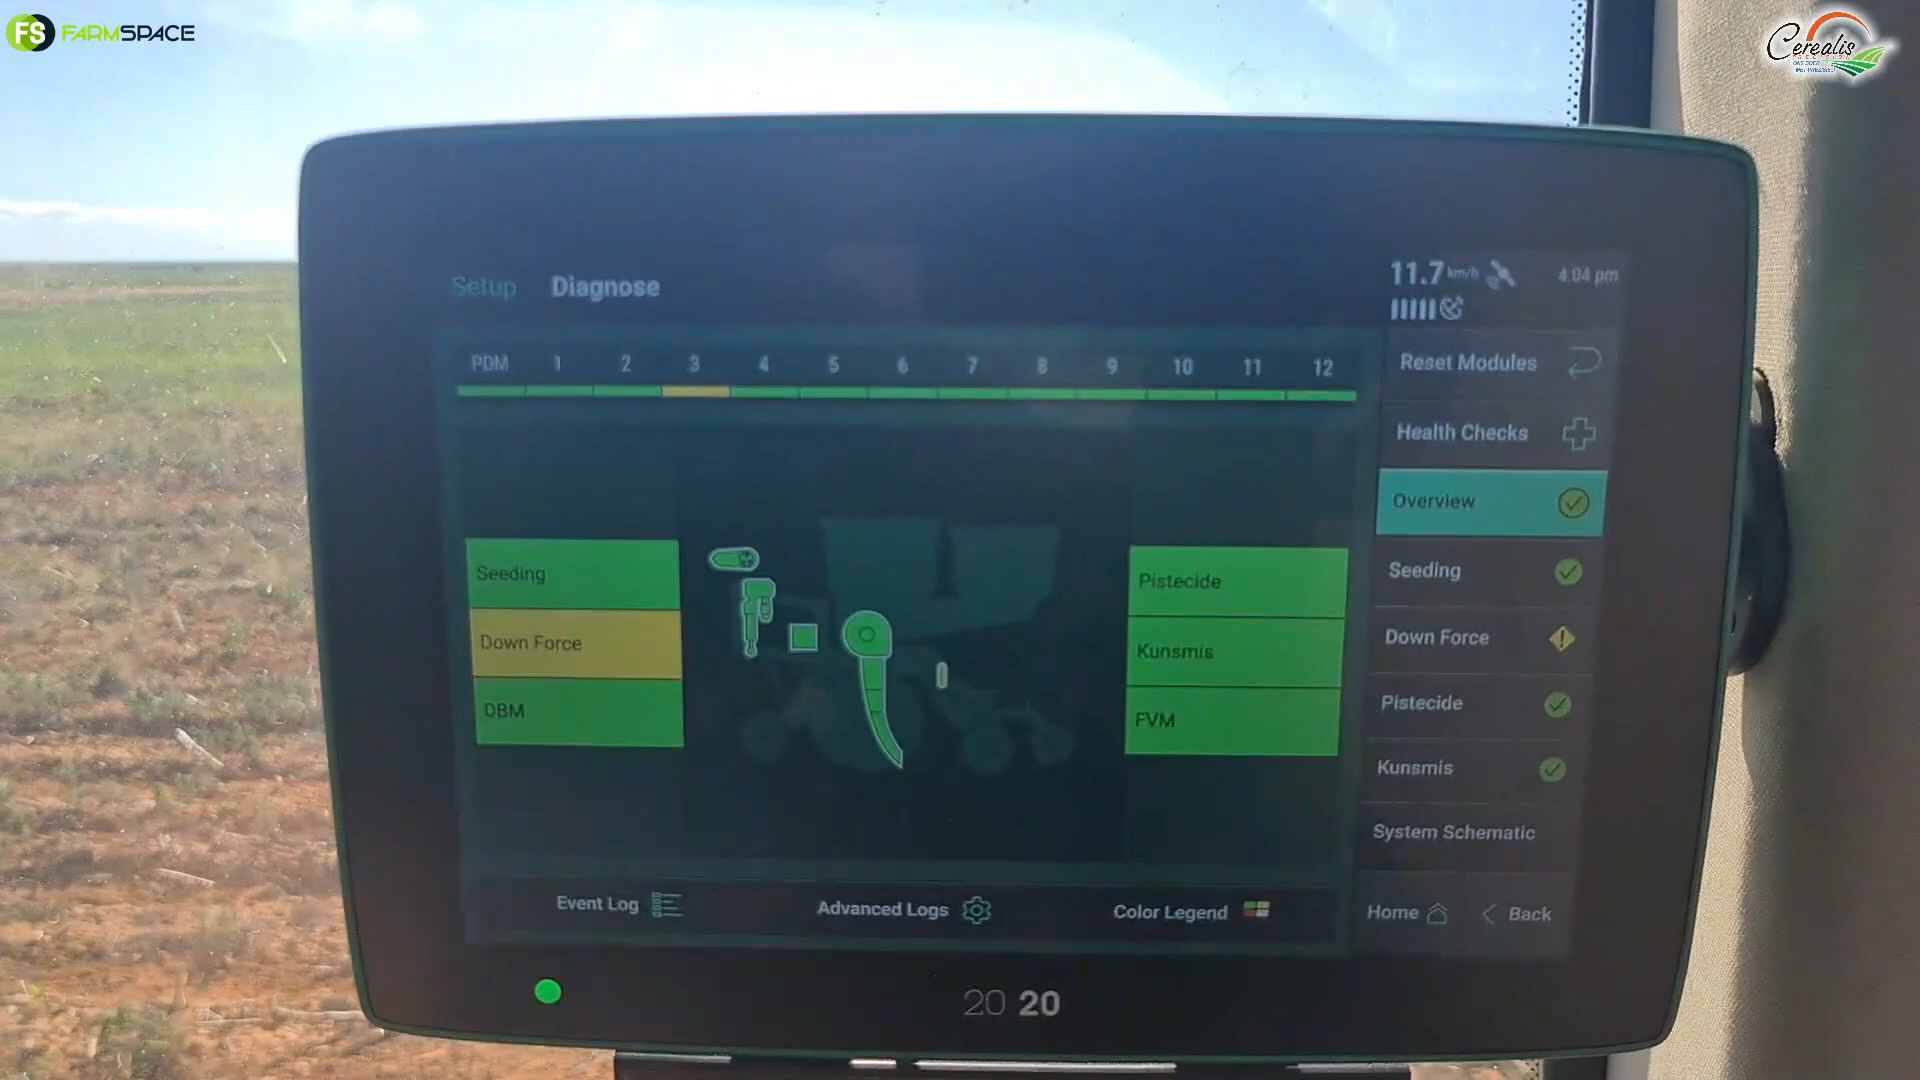 FS FARMSPACE
Cerealis
PRECISION
Setup Diagnose
11.7 km/h
4:04 pm
PDM 1 2 3 4 5 6 7 8 9 10 11 12
Reset Modules
Health Checks
Overview
Seeding
Down Force
DBM
Pistecide
Kunsmis
FVM
Seeding
Down Force
Pistecide
Kunsmis
System Schematic
Event Log
Advanced Logs
Color Legend
Home
Back
20 20